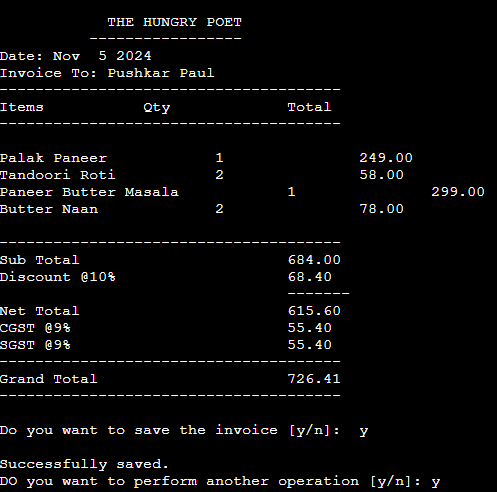 THE HUNGRY POET
-----------------
Date: Nov  5 2024
Invoice To: Pushkar Paul
--------------------------------------
Items           Qty             Total
--------------------------------------
Palak Paneer            1               249.00
Tandoori Roti           2               58.00
Paneer Butter Masala            1               299.00
Butter Naan             2               78.00
--------------------------------------
Sub Total                       684.00
Discount @10%                   68.40
-------
Net Total                       615.60
CGST @9%                        55.40
SGST @9%                        55.40
--------------------------------------
Grand Total                     726.41
--------------------------------------
Do you want to save the invoice [y/n]:  y
Successfully saved.
DO you want to perform another operation [y/n]: y